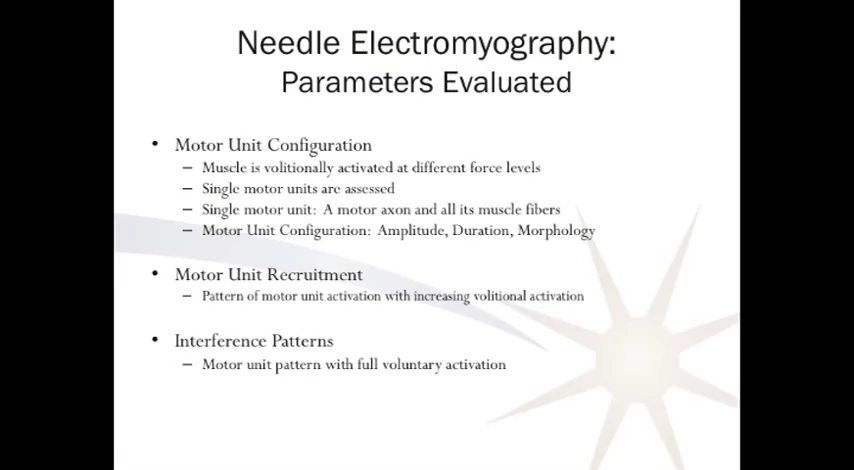 Needle Electromyography:
Parameters Evaluated
• Motor Unit Configuration
– Muscle is volitionally activated at different force levels
– Single motor units are assessed
– Single motor unit: A motor axon and all its muscle fibers
– Motor Unit Configuration: Amplitude, Duration, Morphology
• Motor Unit Recruitment
– Pattern of motor unit activation with increasing volitional activation
• Interference Patterns
– Motor unit pattern with full voluntary activation